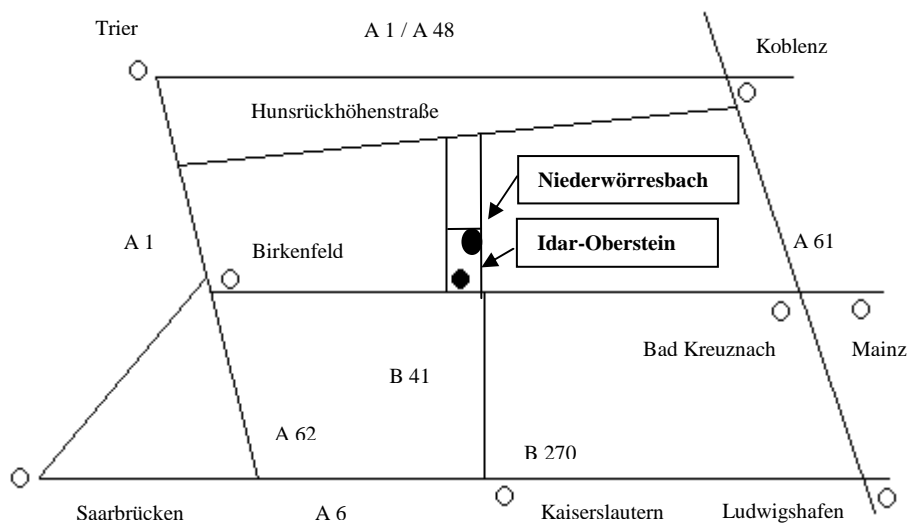 Trier
A 1 / A 48
Koblenz
Hunsrückhöhenstraße
Niederwörresbach
A 1
Birkenfeld
Idar-Oberstein
A 61
Bad Kreuznach
Mainz
B 41
A 62
B 270
Saarbrücken
A 6
Kaiserslautern
Ludwigshafen